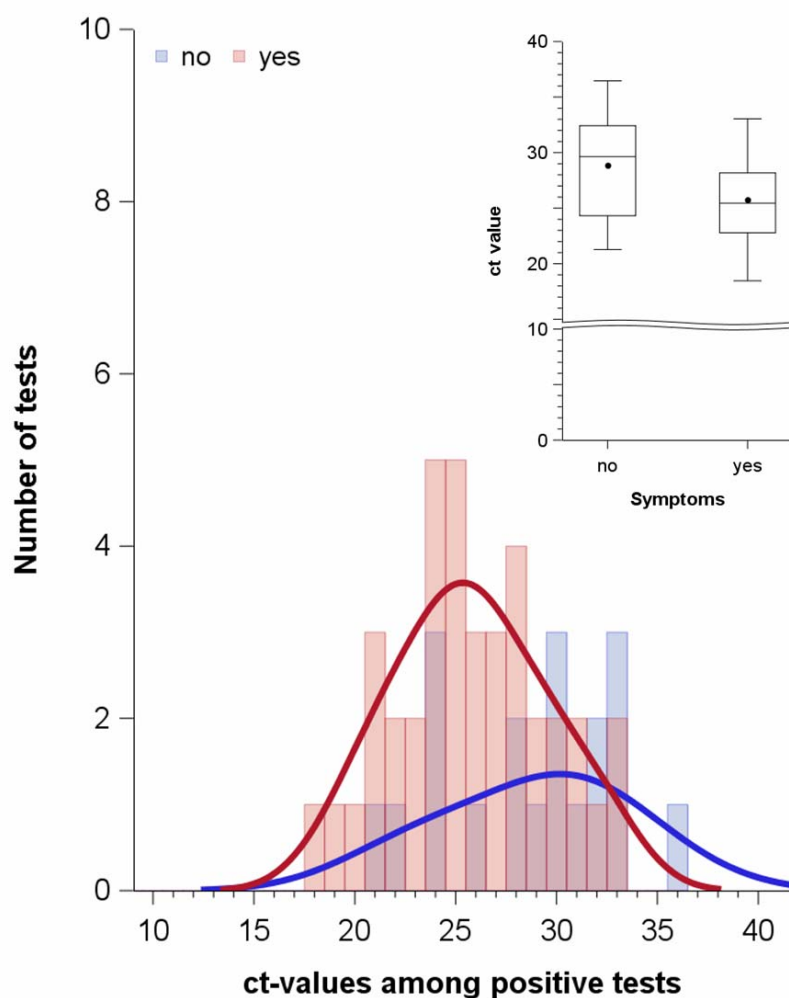 10
no yes
8
6
4
2
0
Number of tests
10 15 20 25 30 35 40
ct-values among positive tests
40
30
20
10
0
ct value
no yes
Symptoms